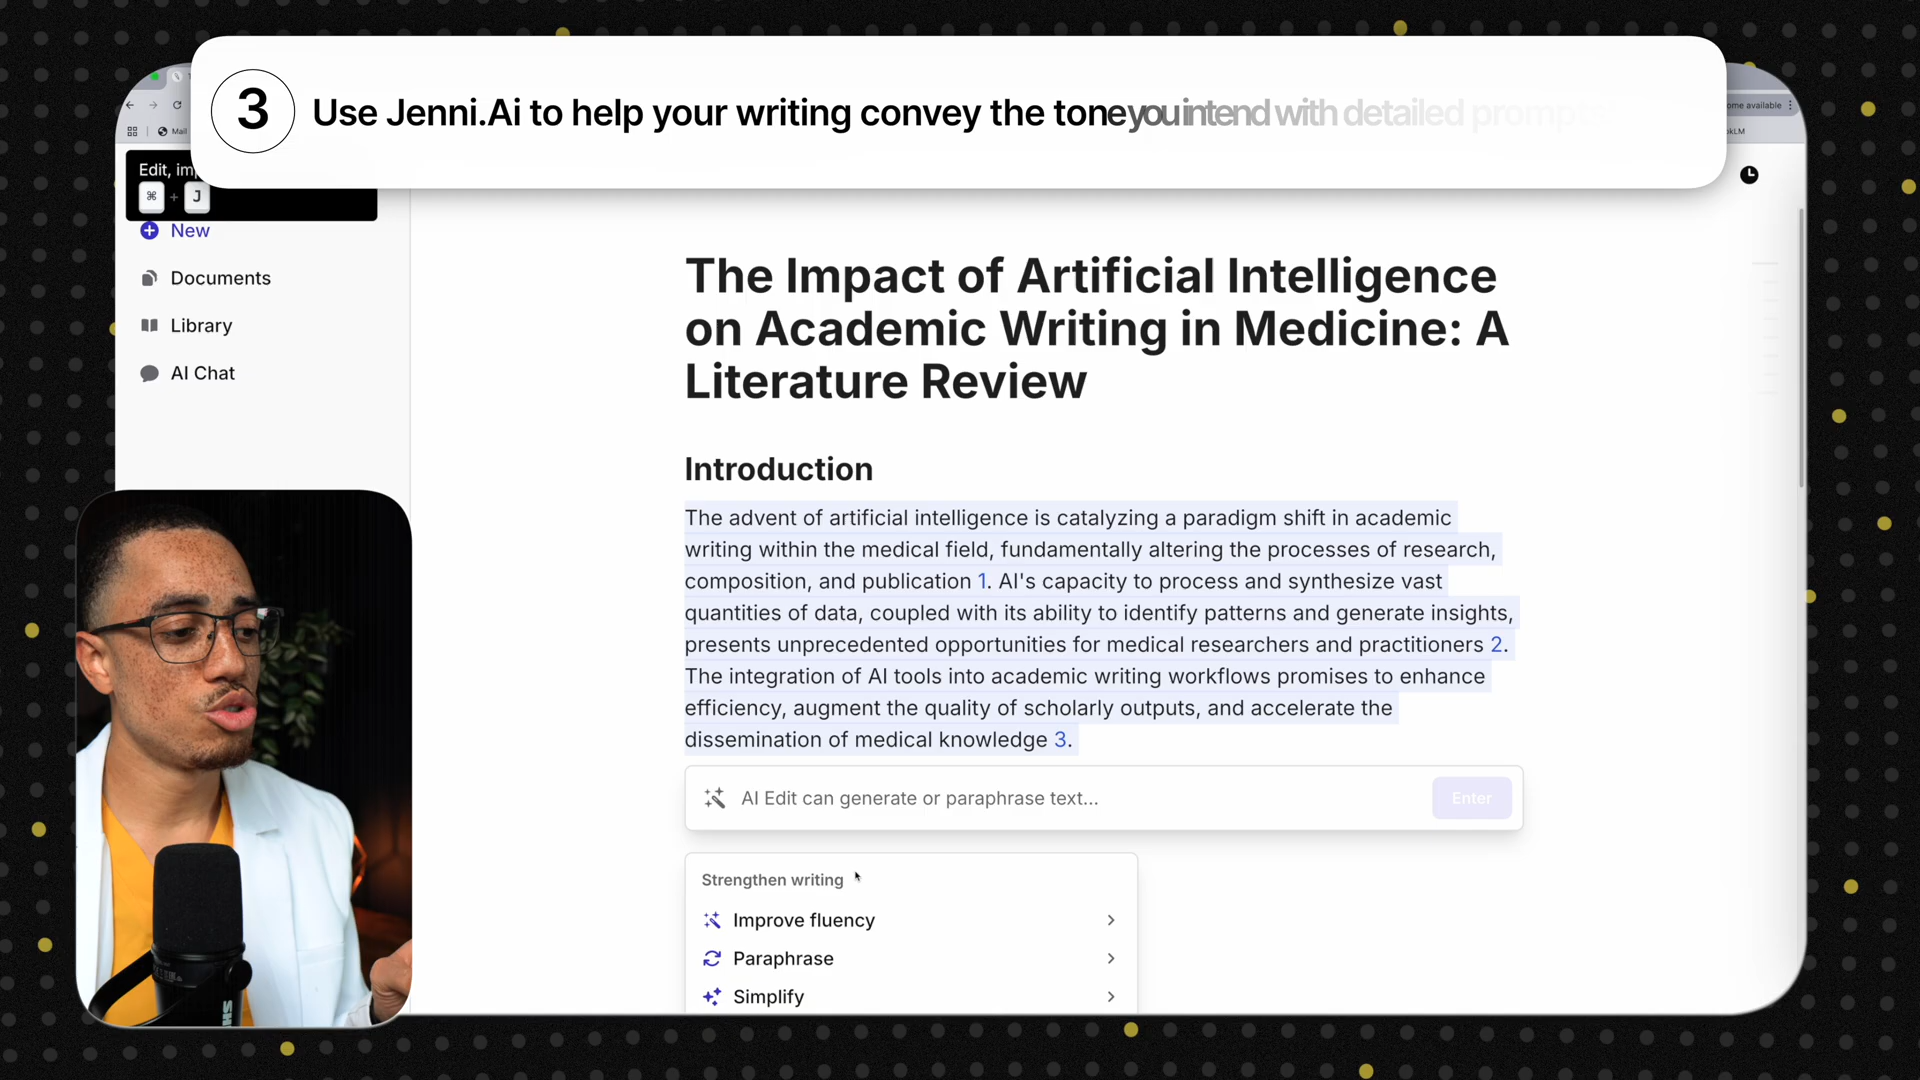 3
Use Jenni.Ai to help your writing convey the tone you intend with detailed prompts
ome available
Mail
kLM
Edit, im
⌘ + J
New
Documents
Library
AI Chat
The Impact of Artificial Intelligence
on Academic Writing in Medicine: A
Literature Review
Introduction
The advent of artificial intelligence is catalyzing a paradigm shift in academic
writing within the medical field, fundamentally altering the processes of research,
composition, and publication 1. AI's capacity to process and synthesize vast
quantities of data, coupled with its ability to identify patterns and generate insights,
presents unprecedented opportunities for medical researchers and practitioners 2.
The integration of AI tools into academic writing workflows promises to enhance
efficiency, augment the quality of scholarly outputs, and accelerate the
dissemination of medical knowledge 3.
AI Edit can generate or paraphrase text...
Enter
Strengthen writing
Improve fluency
Paraphrase
Simplify
SH